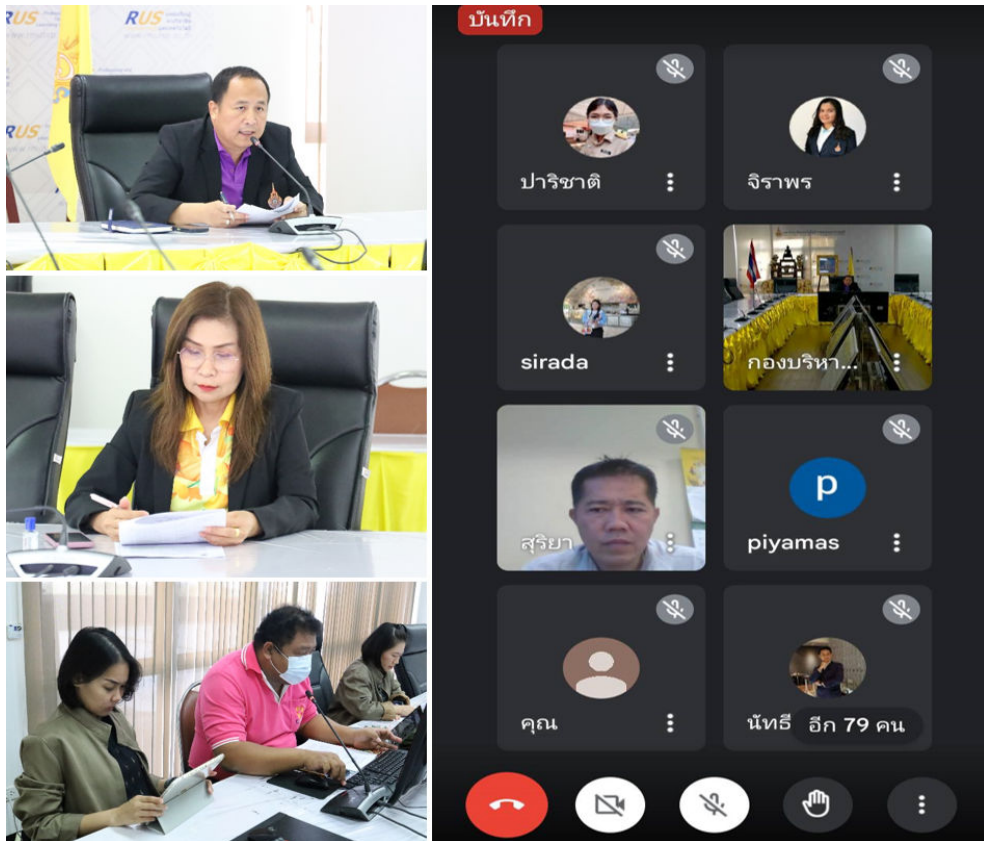 RUS
RUS
RUS
บันทึก
ปาริชาติ
จิราพร
sirada
กองบริหา...
สุริยา
p
piyamas
คุณ
นัทธี
อีก 79 คน